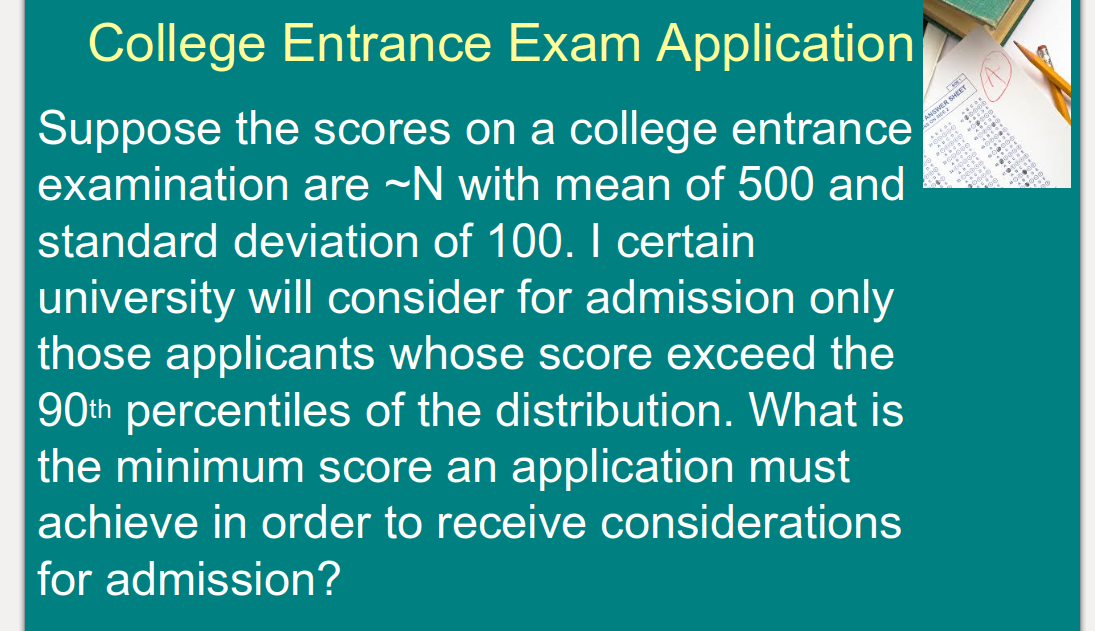 College Entrance Exam Application
Suppose the scores on a college entrance
examination are ~N with mean of 500 and
standard deviation of 100. I certain
university will consider for admission only
those applicants whose score exceed the
90th percentiles of the distribution. What is
the minimum score an application must
achieve in order to receive considerations
for admission?
A
ANSWER SHEET